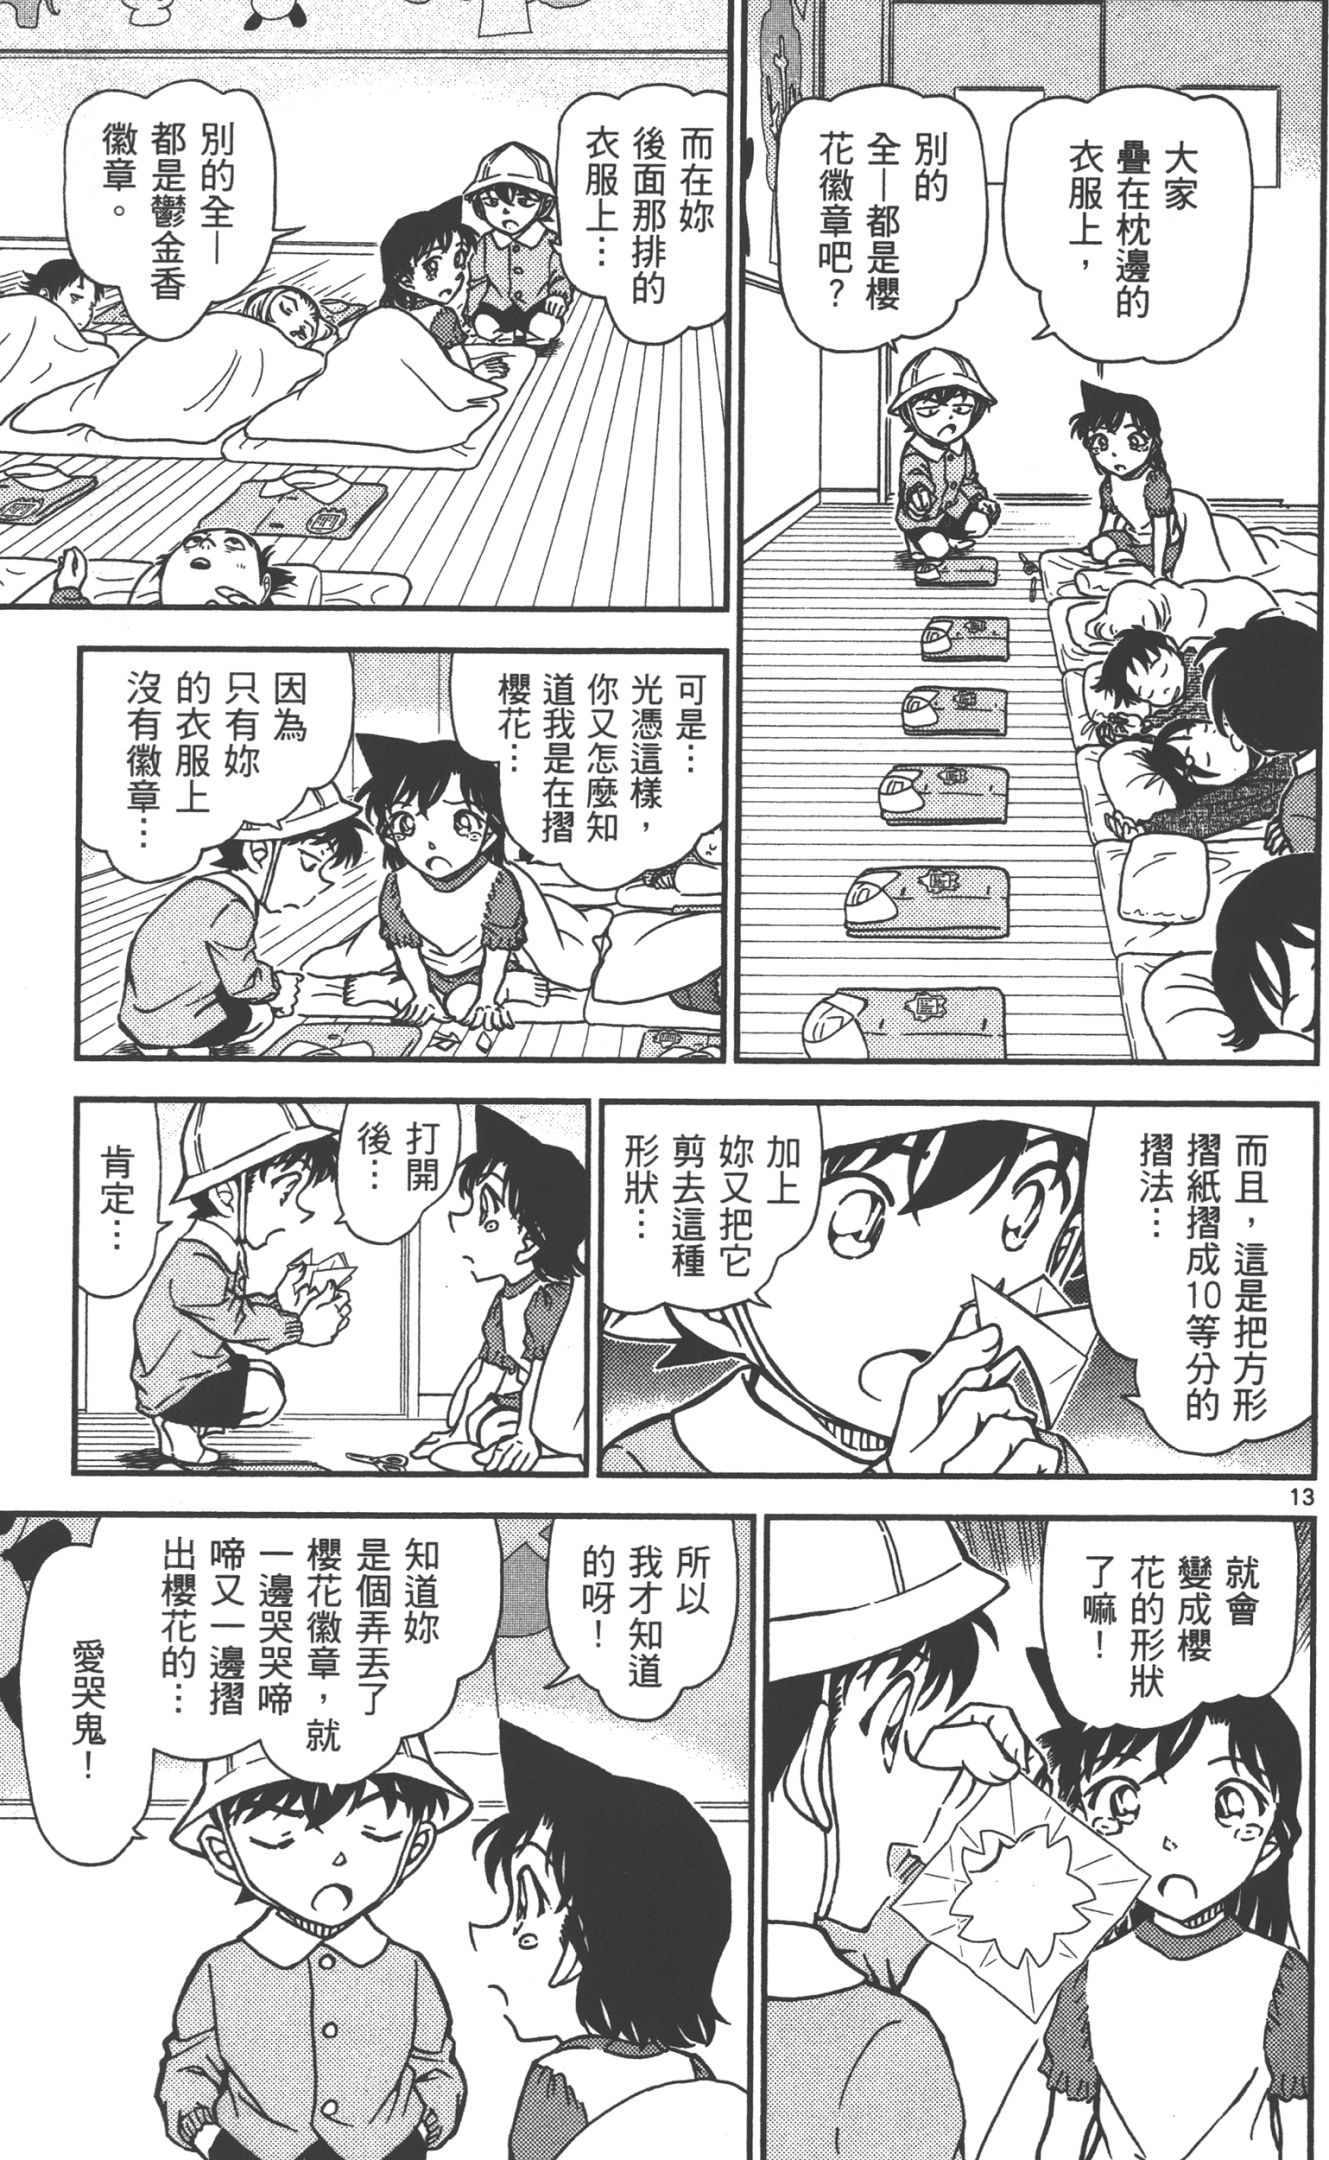 大家
疊在枕邊的
衣服上，
別的
全—都是櫻
花徽章吧？
而在妳
後面那排的
衣服上…
別的全—
都是鬱金香
徽章。
可是…
光憑這樣，
你又怎麼知
道我是在摺
櫻花…
因為
只有妳
的衣服上
沒有徽章…
而且，這是把方形
摺紙摺成10等分的
摺法…
加上
妳又把它
剪去這種
形狀…
打開
後…
肯定…
13
就會
變成櫻
花的形狀
了嘛！
所以
我才知道
的呀！
知道妳
是個弄丟了
櫻花徽章，就
一邊哭哭啼
啼又一邊摺
出櫻花的…
愛哭鬼！